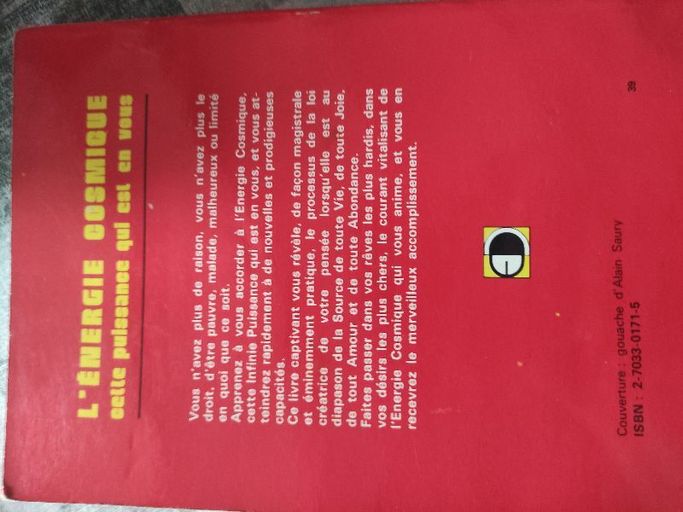 L'ÉNERGIE COSMIQUE
cette puissance qui est en vous
Vous n'avez plus de raison, vous n'avez plus le
droit, d'être pauvre, malade, malheureux ou limité
en quoi que ce soit.
Apprenez à vous accorder à l'Energie Cosmique,
cette Infinie Puissance qui est en vous, et vous at-
teindrez rapidement à de nouvelles et prodigieuses
capacités.
Ce livre captivant vous révèle, de façon magistrale
et éminemment pratique, le processus de la loi
créatrice de votre pensée lorsqu'elle est au
diapason de la Source de toute Vie, de toute Joie,
de tout Amour et de toute Abondance.
Faites passer dans vos rêves les plus hardis, dans
vos désirs les plus chers, le courant vitalisant de
l'Energie Cosmique qui vous anime, et vous en
recevrez le merveilleux accomplissement.
Couverture : gouache d'Alain Saury
ISBN : 2-7033-0171-5
39